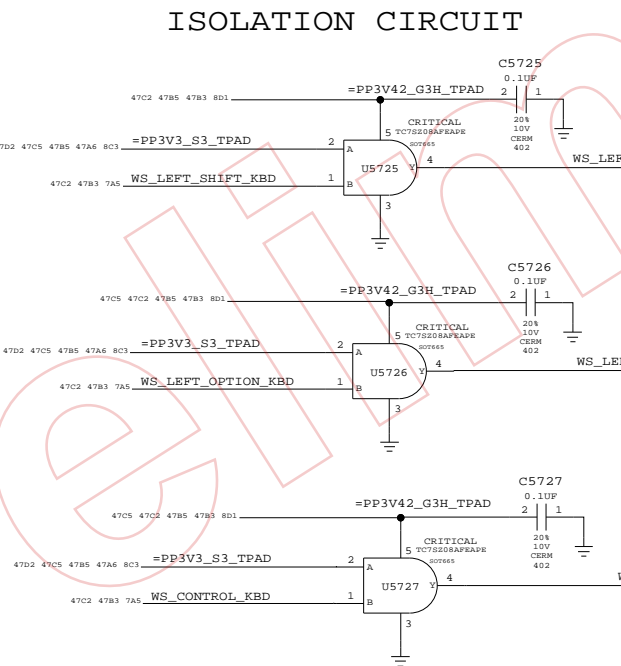 ISOLATION CIRCUIT
C5725
0.1UF
=PP3V42_G3H_TPAD 2 1
47C2 47B5 47B3 8D1
20%
10V
CERM
402
CRITICAL
5 TC7SZ08AFEAPE
SOT665
7D2 47C5 47B5 47A6 8C3 =PP3V3_S3_TPAD 2 A
U5725 Y 4 WS_LEF
47C2 47B3 7A5 WS_LEFT_SHIFT_KBD 1 B
3
C5726
0.1UF
=PP3V42_G3H_TPAD 2 1
47C5 47C2 47B5 47B3 8D1
20%
10V
CERM
402
CRITICAL
5 TC7SZ08AFEAPE
SOT665
47D2 47C5 47B5 47A6 8C3 =PP3V3_S3_TPAD 2 A
U5726 Y 4 WS_LE
47C2 47B3 7A5 WS_LEFT_OPTION_KBD 1 B
3
C5727
0.1UF
=PP3V42_G3H_TPAD 2 1
47C5 47C2 47B5 47B3 8D1
20%
10V
CERM
402
CRITICAL
5 TC7SZ08AFEAPE
SOT665
47D2 47C5 47B5 47A6 8C3 =PP3V3_S3_TPAD 2 A
U5727 Y 4
47C2 47B3 7A5 WS_CONTROL_KBD 1 B
3
elim